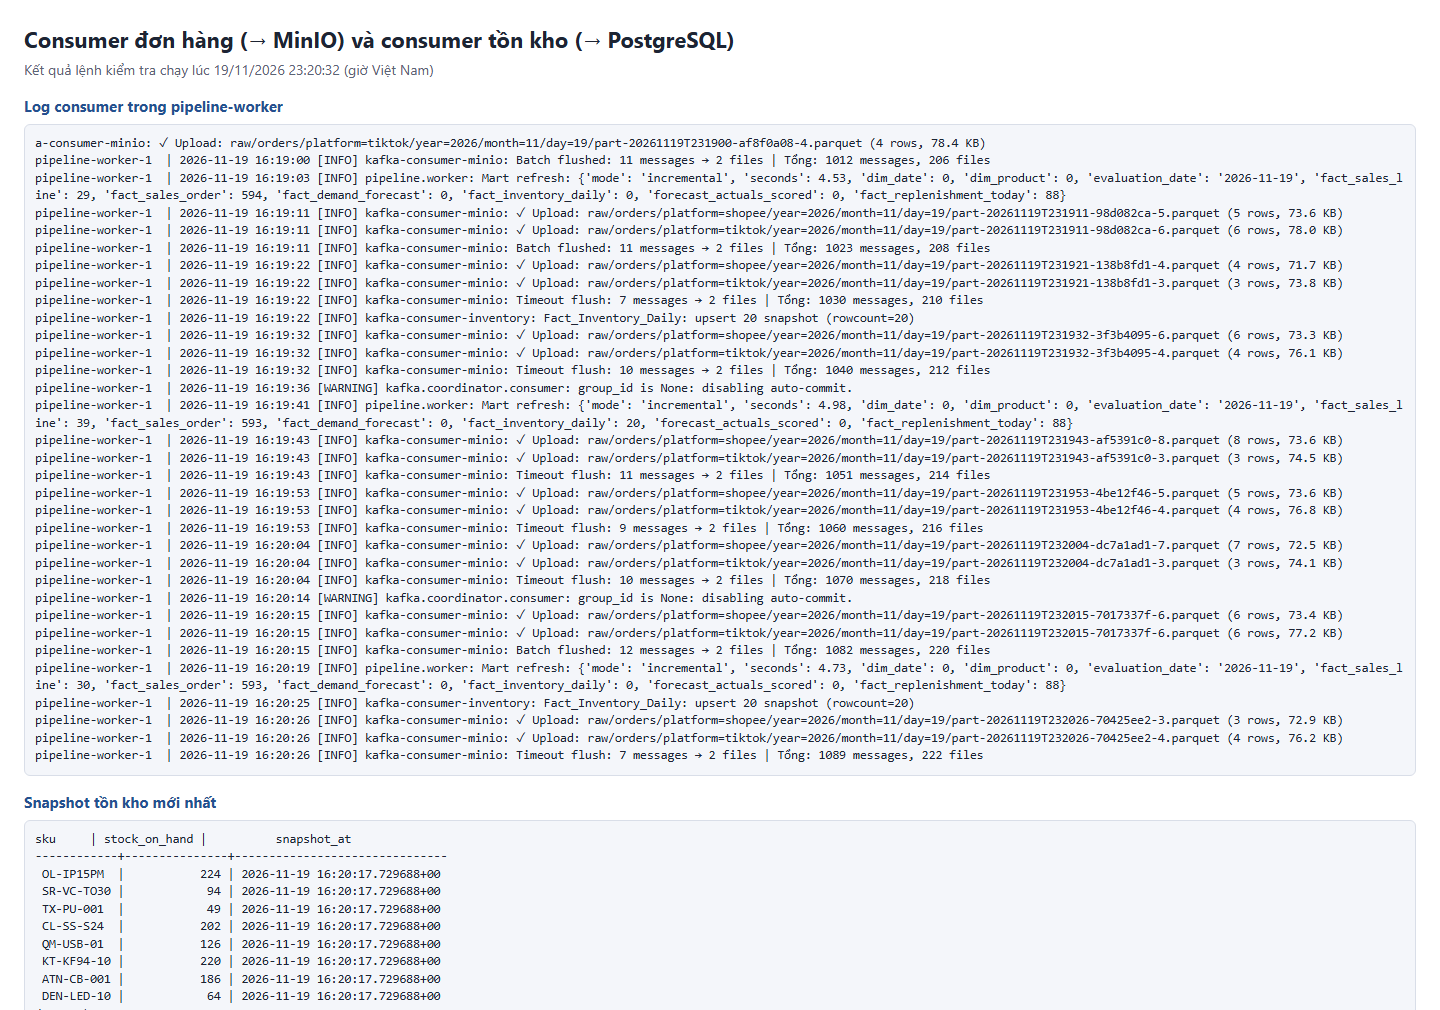 Consumer đơn hàng (→ MinIO) và consumer tồn kho (→ PostgreSQL)
Kết quả lệnh kiểm tra chạy lúc 19/11/2026 23:20:32 (giờ Việt Nam)
Log consumer trong pipeline-worker
a-consumer-minio: ✓ Upload: raw/orders/platform=tiktok/year=2026/month=11/day=19/part-20261119T231900-af8f0a08-4.parquet (4 rows, 78.4 KB)
pipeline-worker-1  | 2026-11-19 16:19:00 [INFO] kafka-consumer-minio: Batch flushed: 11 messages → 2 files | Tổng: 1012 messages, 206 files
pipeline-worker-1  | 2026-11-19 16:19:03 [INFO] pipeline.worker: Mart refresh: {'mode': 'incremental', 'seconds': 4.53, 'dim_date': 0, 'dim_product': 0, 'evaluation_date': '2026-11-19', 'fact_sales_l
ine': 29, 'fact_sales_order': 594, 'fact_demand_forecast': 0, 'fact_inventory_daily': 0, 'forecast_actuals_scored': 0, 'fact_replenishment_today': 88}
pipeline-worker-1  | 2026-11-19 16:19:11 [INFO] kafka-consumer-minio: ✓ Upload: raw/orders/platform=shopee/year=2026/month=11/day=19/part-20261119T231911-98d082ca-5.parquet (5 rows, 73.6 KB)
pipeline-worker-1  | 2026-11-19 16:19:11 [INFO] kafka-consumer-minio: ✓ Upload: raw/orders/platform=tiktok/year=2026/month=11/day=19/part-20261119T231911-98d082ca-6.parquet (6 rows, 78.0 KB)
pipeline-worker-1  | 2026-11-19 16:19:11 [INFO] kafka-consumer-minio: Batch flushed: 11 messages → 2 files | Tổng: 1023 messages, 208 files
pipeline-worker-1  | 2026-11-19 16:19:22 [INFO] kafka-consumer-minio: ✓ Upload: raw/orders/platform=shopee/year=2026/month=11/day=19/part-20261119T231921-138b8fd1-4.parquet (4 rows, 71.7 KB)
pipeline-worker-1  | 2026-11-19 16:19:22 [INFO] kafka-consumer-minio: ✓ Upload: raw/orders/platform=tiktok/year=2026/month=11/day=19/part-20261119T231921-138b8fd1-3.parquet (3 rows, 73.8 KB)
pipeline-worker-1  | 2026-11-19 16:19:22 [INFO] kafka-consumer-minio: Timeout flush: 7 messages → 2 files | Tổng: 1030 messages, 210 files
pipeline-worker-1  | 2026-11-19 16:19:22 [INFO] kafka-consumer-inventory: Fact_Inventory_Daily: upsert 20 snapshot (rowcount=20)
pipeline-worker-1  | 2026-11-19 16:19:32 [INFO] kafka-consumer-minio: ✓ Upload: raw/orders/platform=shopee/year=2026/month=11/day=19/part-20261119T231932-3f3b4095-6.parquet (6 rows, 73.3 KB)
pipeline-worker-1  | 2026-11-19 16:19:32 [INFO] kafka-consumer-minio: ✓ Upload: raw/orders/platform=tiktok/year=2026/month=11/day=19/part-20261119T231932-3f3b4095-4.parquet (4 rows, 76.1 KB)
pipeline-worker-1  | 2026-11-19 16:19:32 [INFO] kafka-consumer-minio: Timeout flush: 10 messages → 2 files | Tổng: 1040 messages, 212 files
pipeline-worker-1  | 2026-11-19 16:19:36 [WARNING] kafka.coordinator.consumer: group_id is None: disabling auto-commit.
pipeline-worker-1  | 2026-11-19 16:19:41 [INFO] pipeline.worker: Mart refresh: {'mode': 'incremental', 'seconds': 4.98, 'dim_date': 0, 'dim_product': 0, 'evaluation_date': '2026-11-19', 'fact_sales_l
ine': 39, 'fact_sales_order': 593, 'fact_demand_forecast': 0, 'fact_inventory_daily': 20, 'forecast_actuals_scored': 0, 'fact_replenishment_today': 88}
pipeline-worker-1  | 2026-11-19 16:19:43 [INFO] kafka-consumer-minio: ✓ Upload: raw/orders/platform=shopee/year=2026/month=11/day=19/part-20261119T231943-af5391c0-8.parquet (8 rows, 73.6 KB)
pipeline-worker-1  | 2026-11-19 16:19:43 [INFO] kafka-consumer-minio: ✓ Upload: raw/orders/platform=tiktok/year=2026/month=11/day=19/part-20261119T231943-af5391c0-3.parquet (3 rows, 74.5 KB)
pipeline-worker-1  | 2026-11-19 16:19:43 [INFO] kafka-consumer-minio: Timeout flush: 11 messages → 2 files | Tổng: 1051 messages, 214 files
pipeline-worker-1  | 2026-11-19 16:19:53 [INFO] kafka-consumer-minio: ✓ Upload: raw/orders/platform=shopee/year=2026/month=11/day=19/part-20261119T231953-4be12f46-5.parquet (5 rows, 73.6 KB)
pipeline-worker-1  | 2026-11-19 16:19:53 [INFO] kafka-consumer-minio: ✓ Upload: raw/orders/platform=tiktok/year=2026/month=11/day=19/part-20261119T231953-4be12f46-4.parquet (4 rows, 76.8 KB)
pipeline-worker-1  | 2026-11-19 16:19:53 [INFO] kafka-consumer-minio: Timeout flush: 9 messages → 2 files | Tổng: 1060 messages, 216 files
pipeline-worker-1  | 2026-11-19 16:20:04 [INFO] kafka-consumer-minio: ✓ Upload: raw/orders/platform=shopee/year=2026/month=11/day=19/part-20261119T232004-dc7a1ad1-7.parquet (7 rows, 72.5 KB)
pipeline-worker-1  | 2026-11-19 16:20:04 [INFO] kafka-consumer-minio: ✓ Upload: raw/orders/platform=tiktok/year=2026/month=11/day=19/part-20261119T232004-dc7a1ad1-3.parquet (3 rows, 74.1 KB)
pipeline-worker-1  | 2026-11-19 16:20:04 [INFO] kafka-consumer-minio: Timeout flush: 10 messages → 2 files | Tổng: 1070 messages, 218 files
pipeline-worker-1  | 2026-11-19 16:20:14 [WARNING] kafka.coordinator.consumer: group_id is None: disabling auto-commit.
pipeline-worker-1  | 2026-11-19 16:20:15 [INFO] kafka-consumer-minio: ✓ Upload: raw/orders/platform=shopee/year=2026/month=11/day=19/part-20261119T232015-7017337f-6.parquet (6 rows, 73.4 KB)
pipeline-worker-1  | 2026-11-19 16:20:15 [INFO] kafka-consumer-minio: ✓ Upload: raw/orders/platform=tiktok/year=2026/month=11/day=19/part-20261119T232015-7017337f-6.parquet (6 rows, 77.2 KB)
pipeline-worker-1  | 2026-11-19 16:20:15 [INFO] kafka-consumer-minio: Batch flushed: 12 messages → 2 files | Tổng: 1082 messages, 220 files
pipeline-worker-1  | 2026-11-19 16:20:19 [INFO] pipeline.worker: Mart refresh: {'mode': 'incremental', 'seconds': 4.73, 'dim_date': 0, 'dim_product': 0, 'evaluation_date': '2026-11-19', 'fact_sales_l
ine': 30, 'fact_sales_order': 593, 'fact_demand_forecast': 0, 'fact_inventory_daily': 0, 'forecast_actuals_scored': 0, 'fact_replenishment_today': 88}
pipeline-worker-1  | 2026-11-19 16:20:25 [INFO] kafka-consumer-inventory: Fact_Inventory_Daily: upsert 20 snapshot (rowcount=20)
pipeline-worker-1  | 2026-11-19 16:20:26 [INFO] kafka-consumer-minio: ✓ Upload: raw/orders/platform=shopee/year=2026/month=11/day=19/part-20261119T232026-70425ee2-3.parquet (3 rows, 72.9 KB)
pipeline-worker-1  | 2026-11-19 16:20:26 [INFO] kafka-consumer-minio: ✓ Upload: raw/orders/platform=tiktok/year=2026/month=11/day=19/part-20261119T232026-70425ee2-4.parquet (4 rows, 76.2 KB)
pipeline-worker-1  | 2026-11-19 16:20:26 [INFO] kafka-consumer-minio: Timeout flush: 7 messages → 2 files | Tổng: 1089 messages, 222 files
Snapshot tồn kho mới nhất
sku     | stock_on_hand |          snapshot_at
------------+---------------+-------------------------------
OL-IP15PM  |           224 | 2026-11-19 16:20:17.729688+00
SR-VC-TO30 |            94 | 2026-11-19 16:20:17.729688+00
TX-PU-001  |            49 | 2026-11-19 16:20:17.729688+00
CL-SS-S24  |           202 | 2026-11-19 16:20:17.729688+00
QM-USB-01  |           126 | 2026-11-19 16:20:17.729688+00
KT-KF94-10 |           220 | 2026-11-19 16:20:17.729688+00
ATN-CB-001 |           186 | 2026-11-19 16:20:17.729688+00
DEN-LED-10 |            64 | 2026-11-19 16:20:17.729688+00